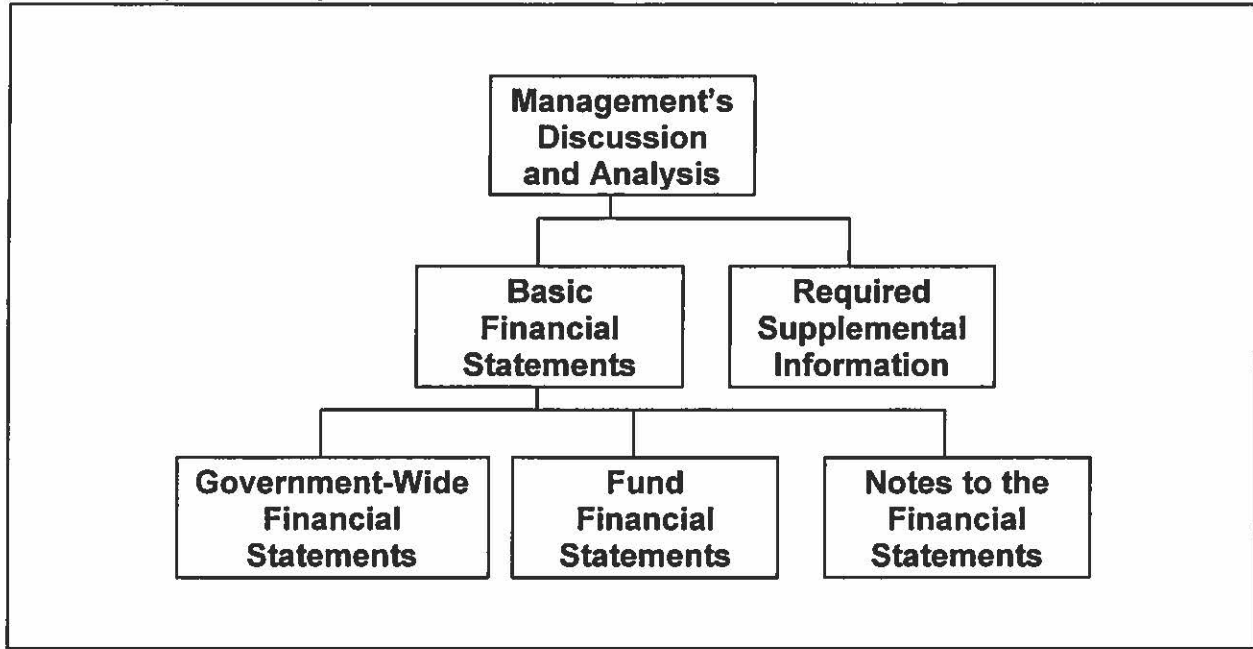 Management's
Discussion
and Analysis
Basic
Financial
Statements
Required
Supplemental
Information
Government-Wide
Financial
Statements
Fund
Financial
Statements
Notes to the
Financial
Statements